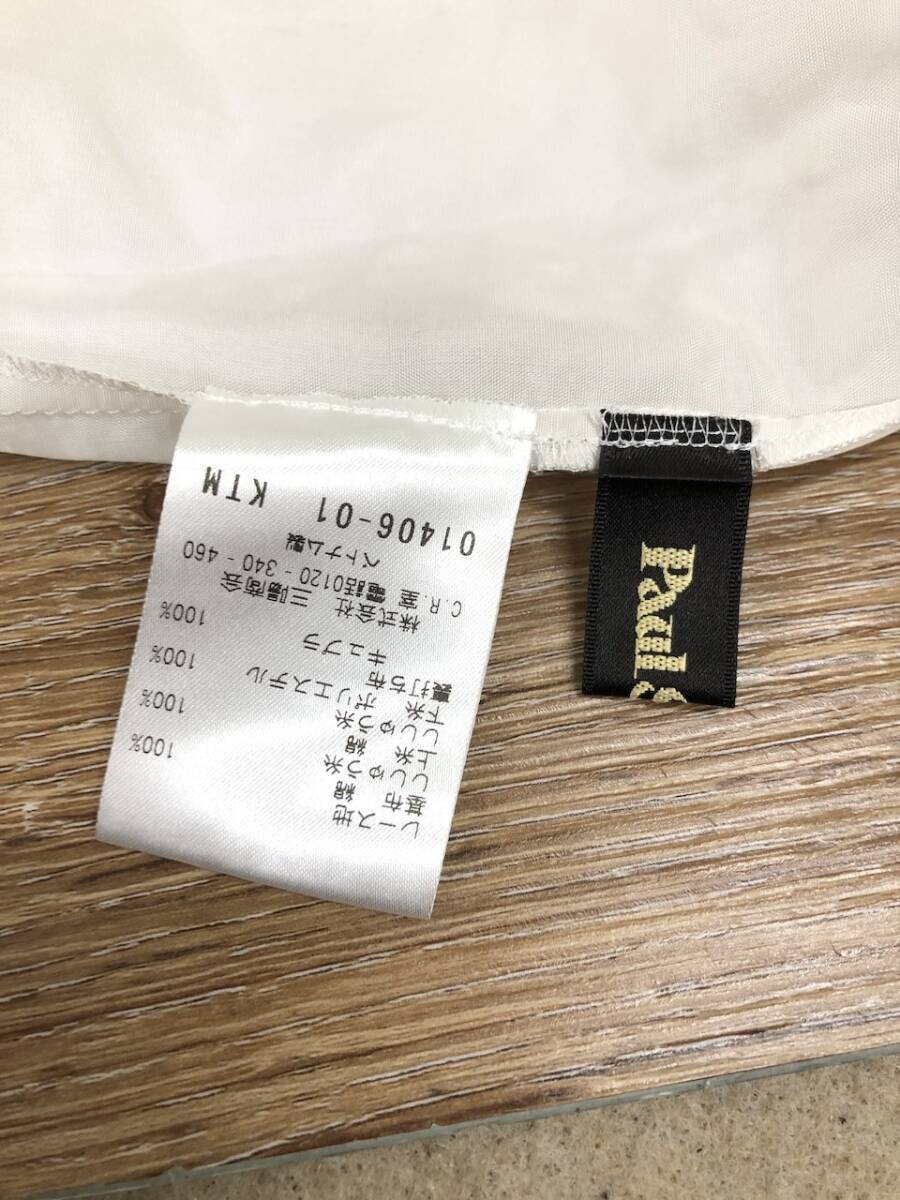 レース地
基布
綿 100%
ししゅう糸
上糸
綿 100%
ししゅう糸
下糸
ポリエステル 100%
裏打ち布
キュプラ 100%
株式会社 三陽商会
C.R.室 電話0120-340-460
ベトナム製
01406-01 KTM
Paul S